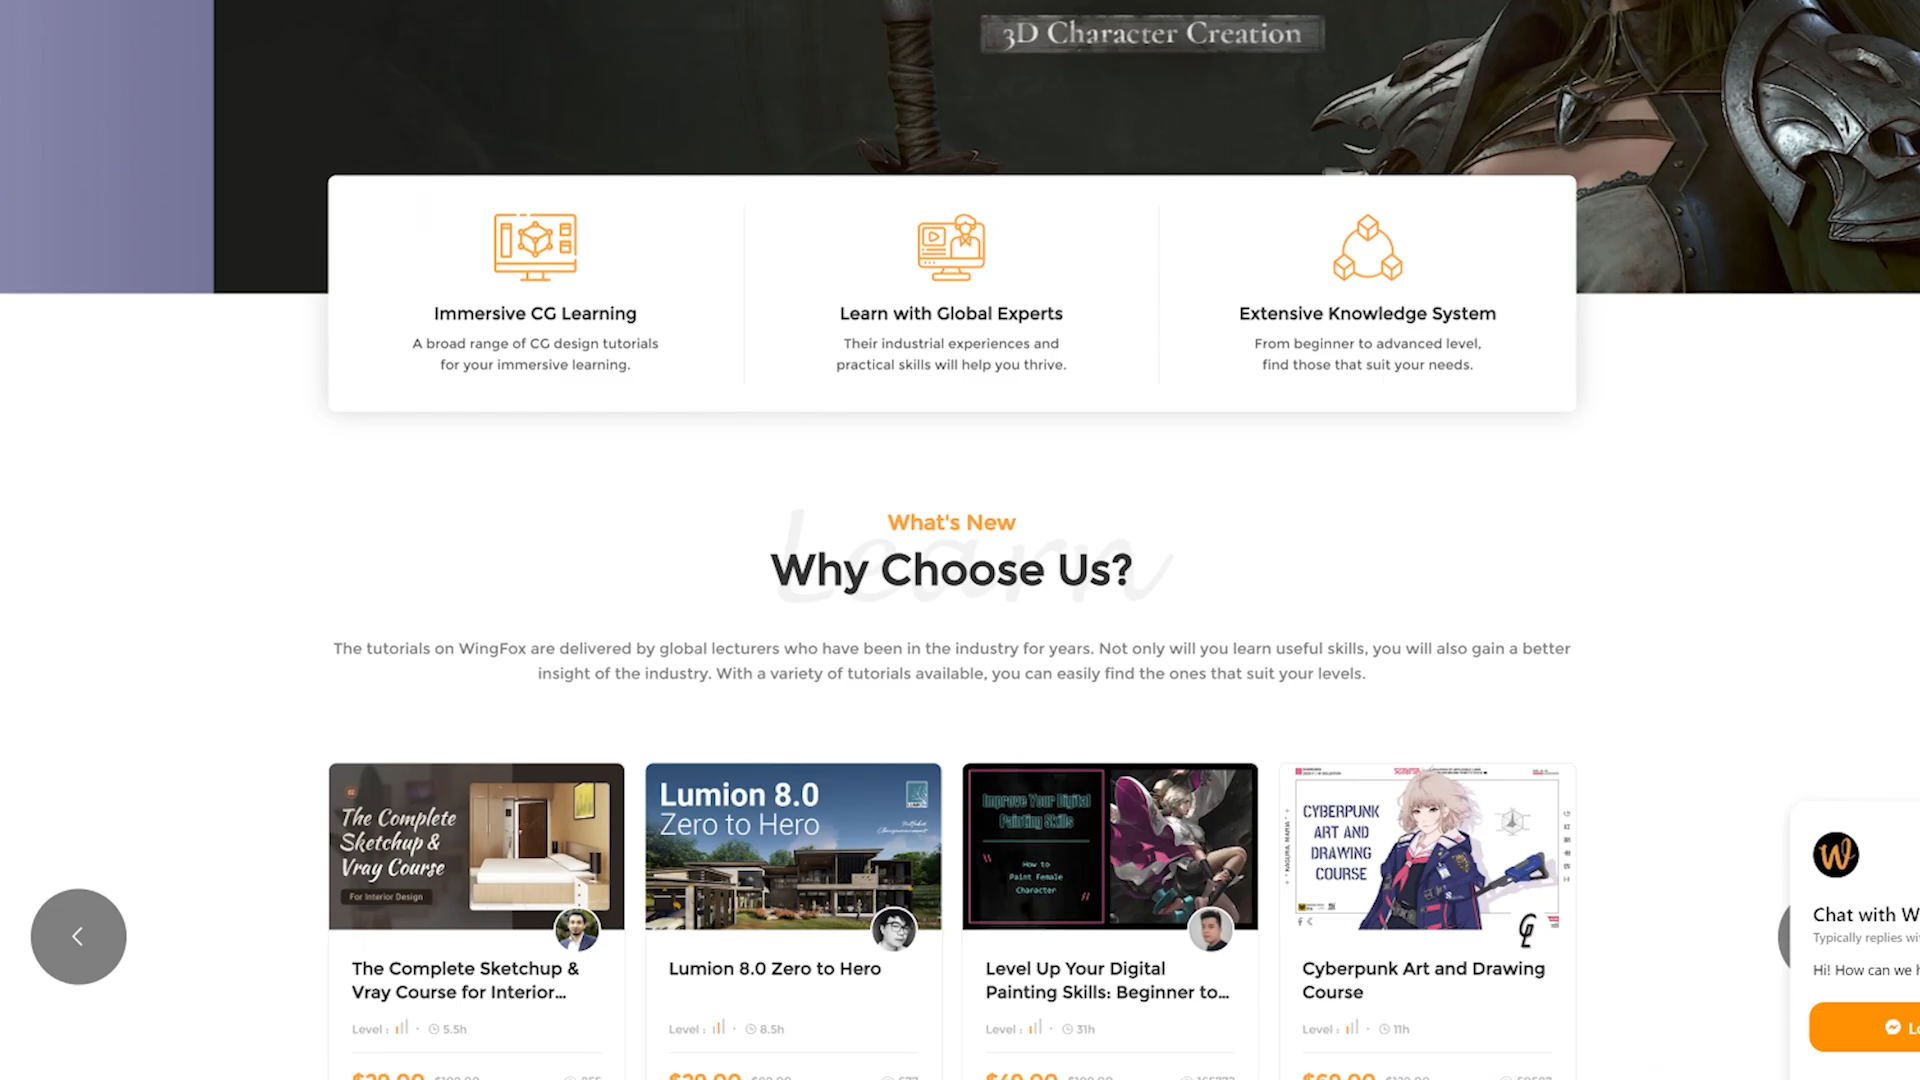 3D Character Creation
Immersive CG Learning
A broad range of CG design tutorials
for your immersive learning.
Learn with Global Experts
Their industrial experiences and
practical skills will help you thrive.
Extensive Knowledge System
From beginner to advanced level,
find those that suit your needs.
Learn
What's New
Why Choose Us?
The tutorials on WingFox are delivered by global lecturers who have been in the industry for years. Not only will you learn useful skills, you will also gain a better
insight of the industry. With a variety of tutorials available, you can easily find the ones that suit your levels.
The Complete
Sketchup &
Vray Course
For Interior Design
Lumion 8.0
Zero to Hero
Improve Your Digital
Painting Skills
How to
Paint Female
Character
CYBERPUNK
ART AND
DRAWING
COURSE
The Complete Sketchup &
Vray Course for Interior...
Level : · 5.5h
Lumion 8.0 Zero to Hero
Level : · 8.5h
Level Up Your Digital
Painting Skills: Beginner to...
Level : · 31h
Cyberpunk Art and Drawing
Course
Level : · 11h
W
Chat with W
Typically replies wi
Hi! How can we h